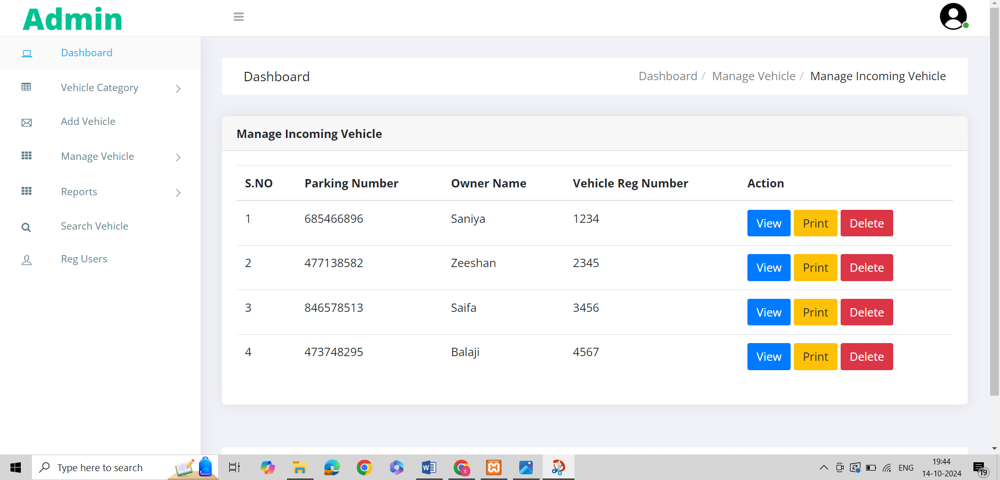 Admin
Dashboard
Vehicle Category
Add Vehicle
Manage Vehicle
Reports
Search Vehicle
Reg Users
Dashboard
Dashboard / Manage Vehicle / Manage Incoming Vehicle
Manage Incoming Vehicle
S.NO Parking Number Owner Name Vehicle Reg Number Action
1 685466896 Saniya 1234 View Print Delete
2 477138582 Zeeshan 2345 View Print Delete
3 846578513 Saifa 3456 View Print Delete
4 473748295 Balaji 4567 View Print Delete
Type here to search
ENG
19:44
14-10-2024
19